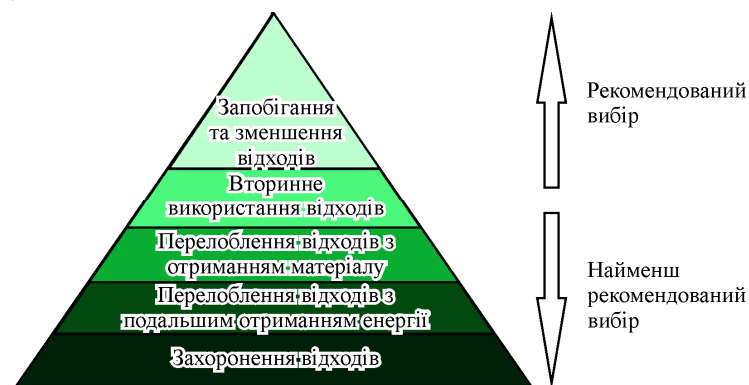 Запобігання
та зменшення
відходів
Вторинне
використання відходів
Перелоблення відходів з
отриманням матеріалу
Перелоблення відходів з
подальшим отриманням енергії
Захоронення відходів
Рекомендований
вибір
Найменш
рекомендований
вибір